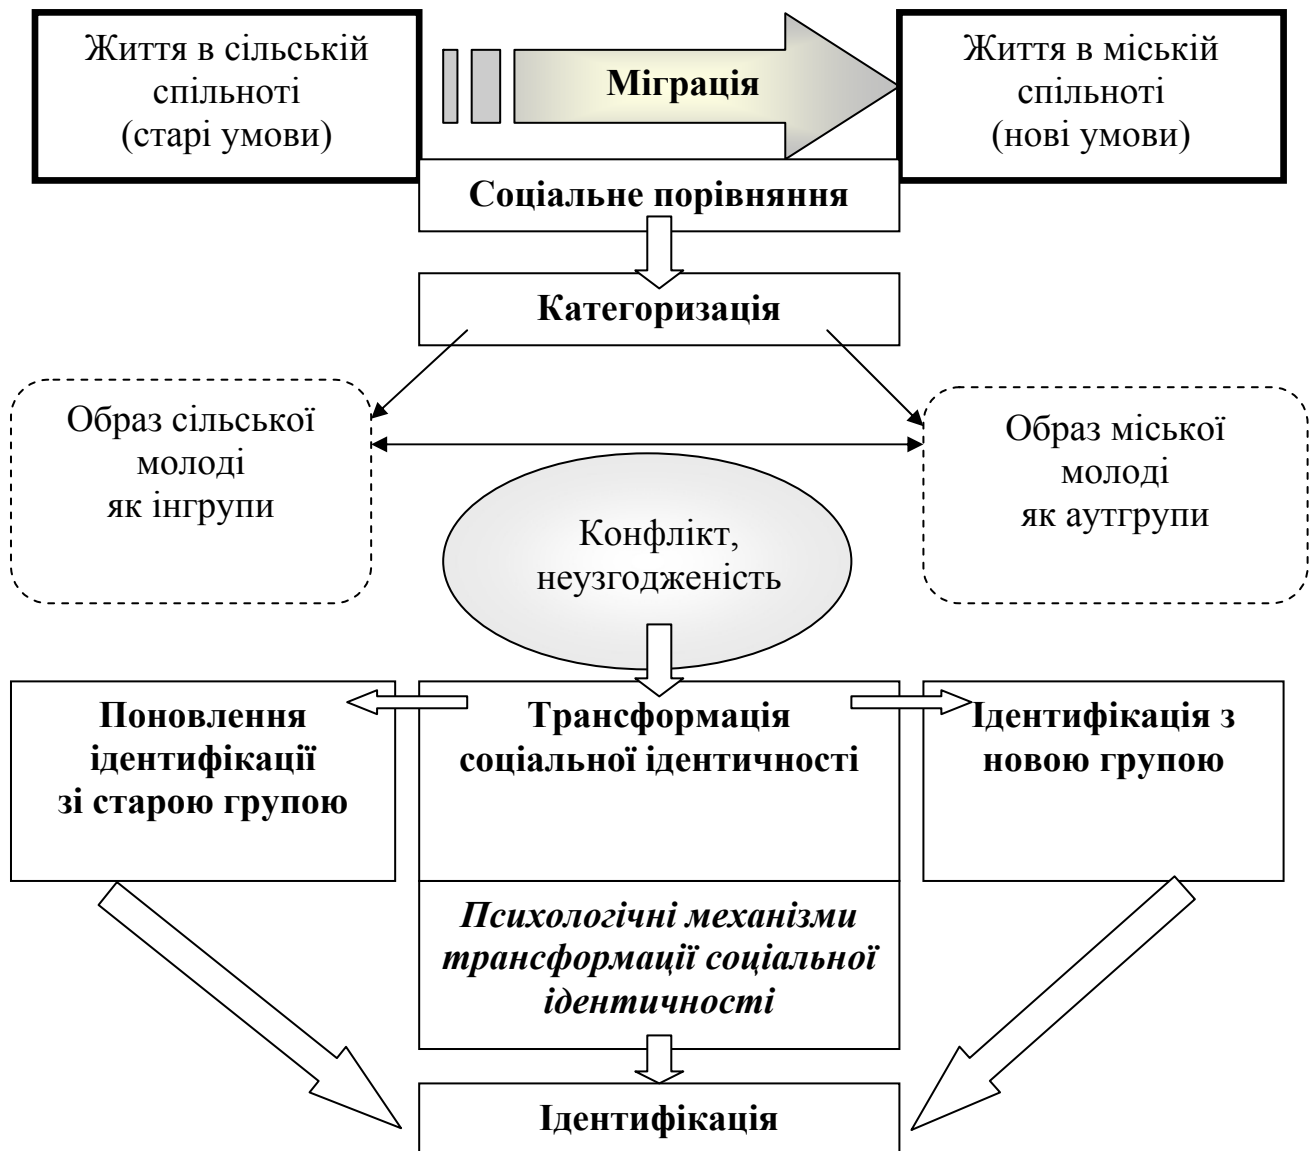 Життя в сільській
спільноті
(старі умови)
Міграція
Життя в міській
спільноті
(нові умови)
Соціальне порівняння
Категоризація
Образ сільської
молоді
як інгрупи
Образ міської
молоді
як аутгрупи
Конфлікт,
неузгодженість
Поновлення
ідентифікації
зі старою групою
Трансформація
соціальної ідентичності
Ідентифікація з
новою групою
Психологічні механізми
трансформації соціальної
ідентичності
Ідентифікація